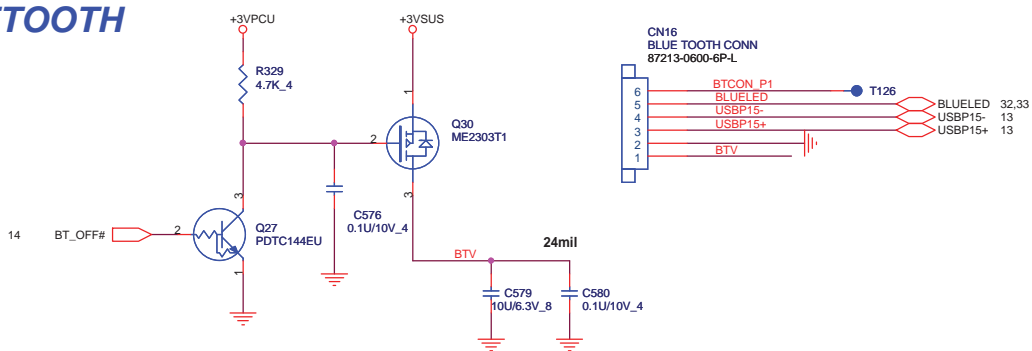 TOOTH
+3VPCU
+3VSUS
R329
4.7K_4
1
Q30
ME2303T1
2
3
3
C576
0.1U/10V_4
14 BT_OFF#
2
Q27
PDTC144EU
1
BTV
24mil
C579
10U/6.3V_8
C580
0.1U/10V_4
CN16
BLUE TOOTH CONN
87213-0600-6P-L
6 BTCON_P1 T126
5 BLUELED BLUELED 32,33
4 USBP15- USBP15- 13
3 USBP15+ USBP15+ 13
2
1 BTV